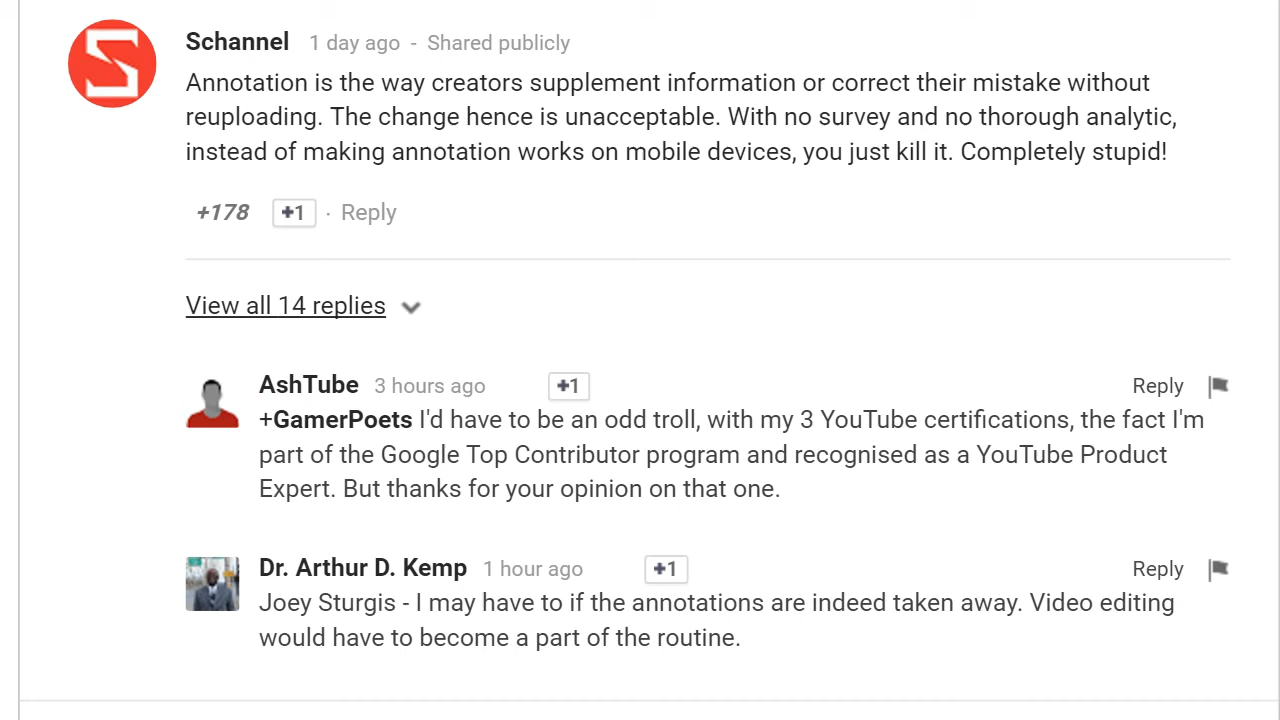 Schannel 1 day ago - Shared publicly
Annotation is the way creators supplement information or correct their mistake without
reuploading. The change hence is unacceptable. With no survey and no thorough analytic,
instead of making annotation works on mobile devices, you just kill it. Completely stupid!
+178 +1 · Reply
View all 14 replies
AshTube 3 hours ago +1 Reply
+GamerPoets I'd have to be an odd troll, with my 3 YouTube certifications, the fact I'm
part of the Google Top Contributor program and recognised as a YouTube Product
Expert. But thanks for your opinion on that one.
Dr. Arthur D. Kemp 1 hour ago +1 Reply
Joey Sturgis - I may have to if the annotations are indeed taken away. Video editing
would have to become a part of the routine.